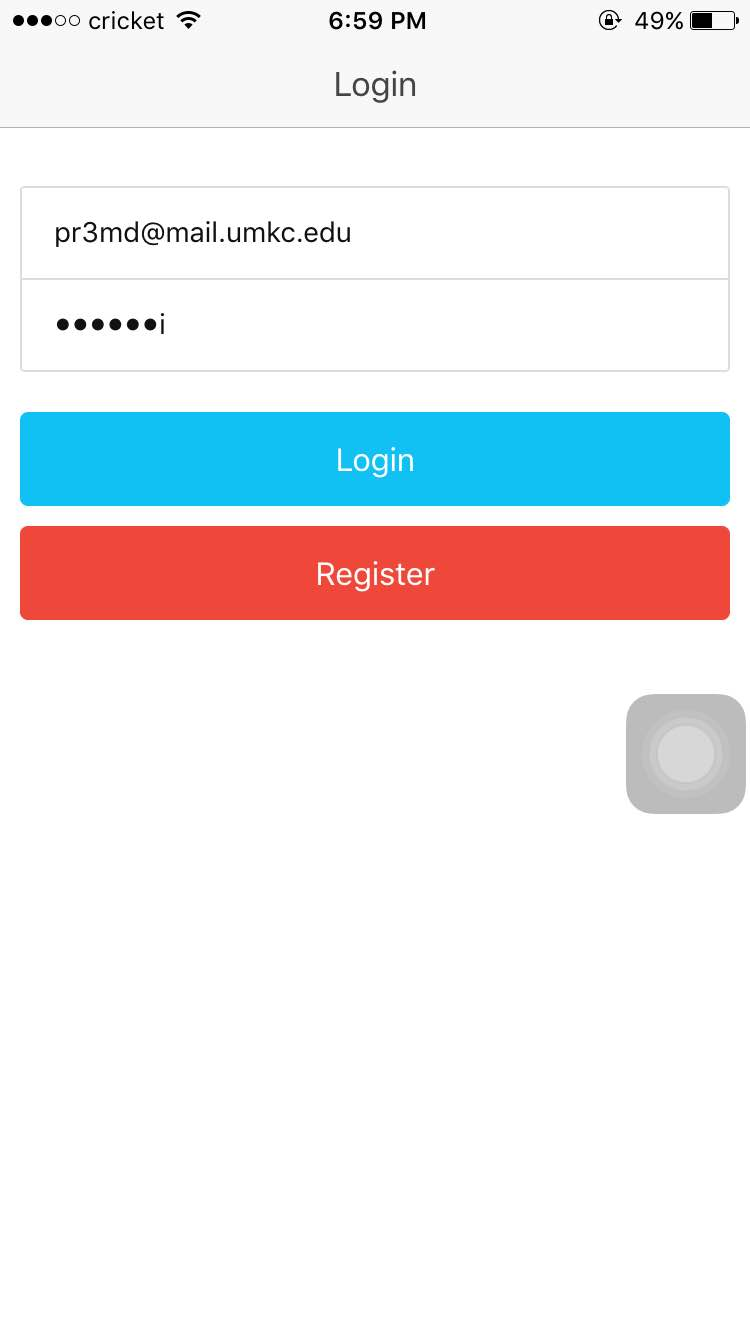 ●●●○○ cricket 6:59 PM 49%
Login
pr3md@mail.umkc.edu
●●●●●●i
Login
Register